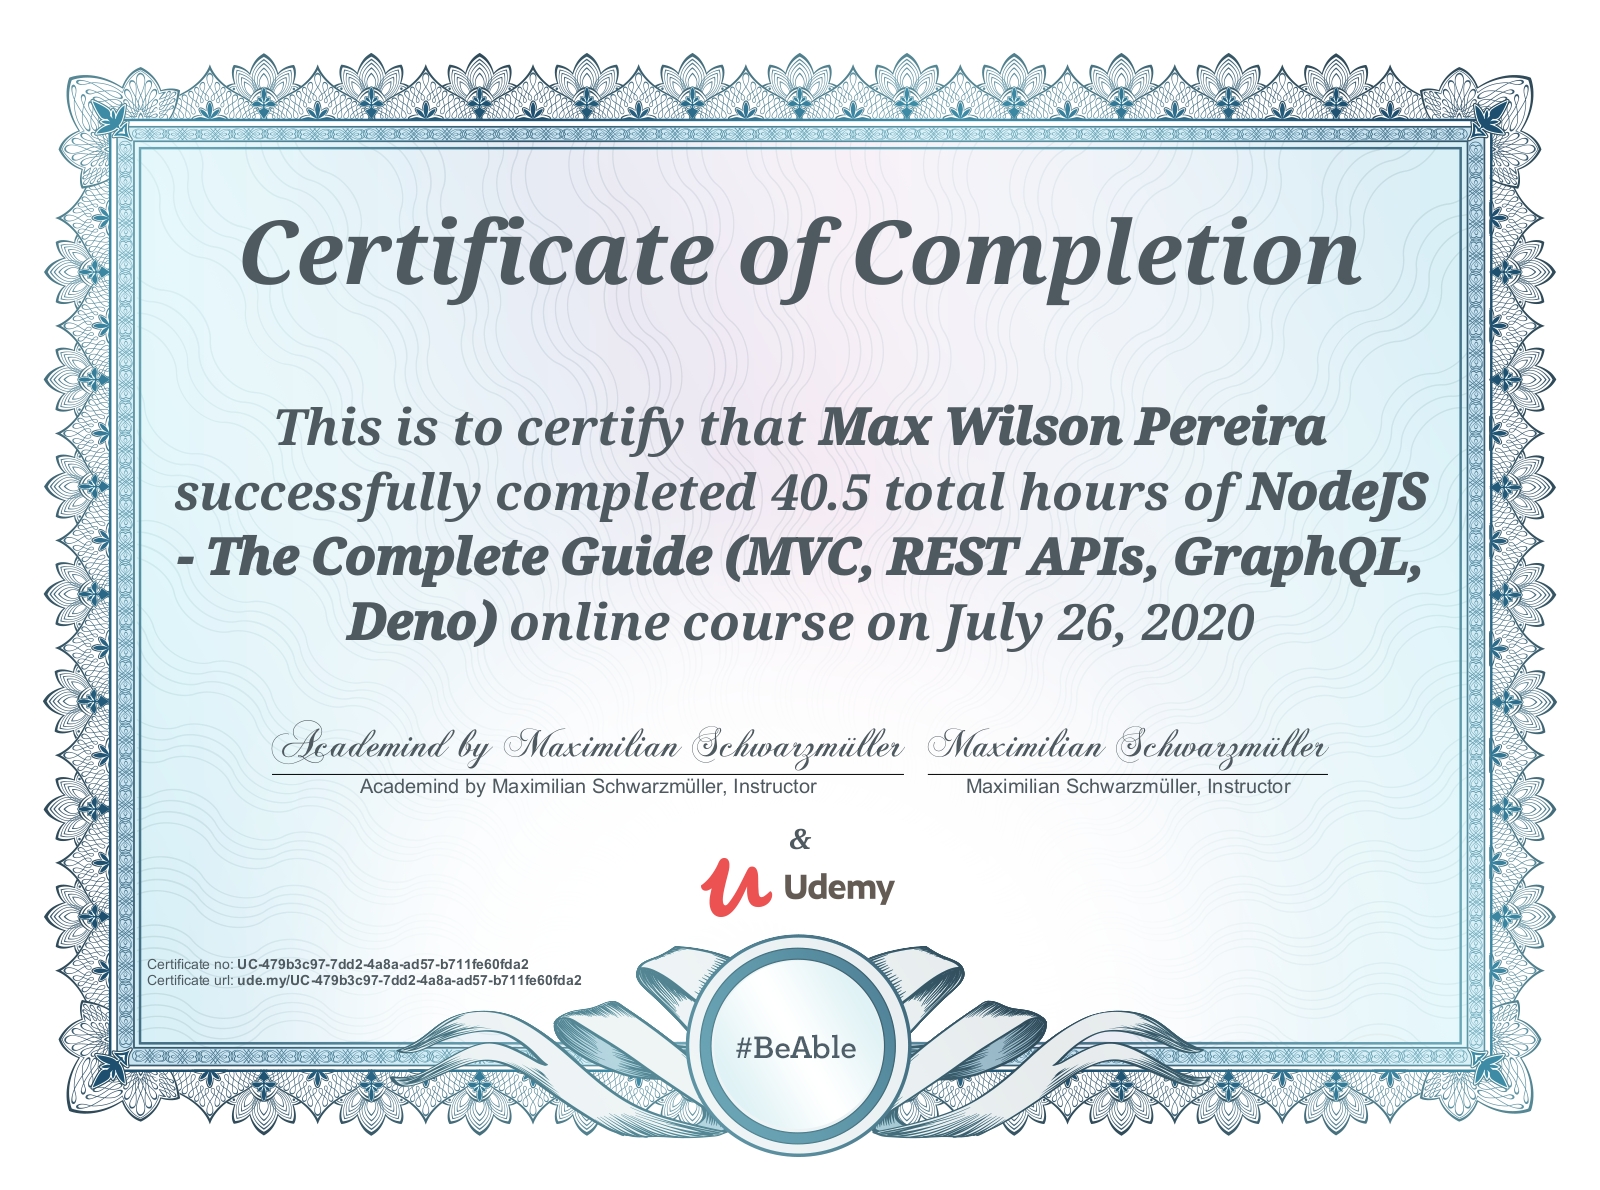 Certificate of Completion
This is to certify that Max Wilson Pereira
successfully completed 40.5 total hours of NodeJS
- The Complete Guide (MVC, REST APIs, GraphQL,
Deno) online course on July 26, 2020
Academind by Maximilian Schwarzmüller Maximilian Schwarzmüller
Academind by Maximilian Schwarzmüller, Instructor Maximilian Schwarzmüller, Instructor
&
Udemy
Certificate no: UC-479b3c97-7dd2-4a8a-ad57-b711fe60fda2
Certificate url: ude.my/UC-479b3c97-7dd2-4a8a-ad57-b711fe60fda2
#BeAble